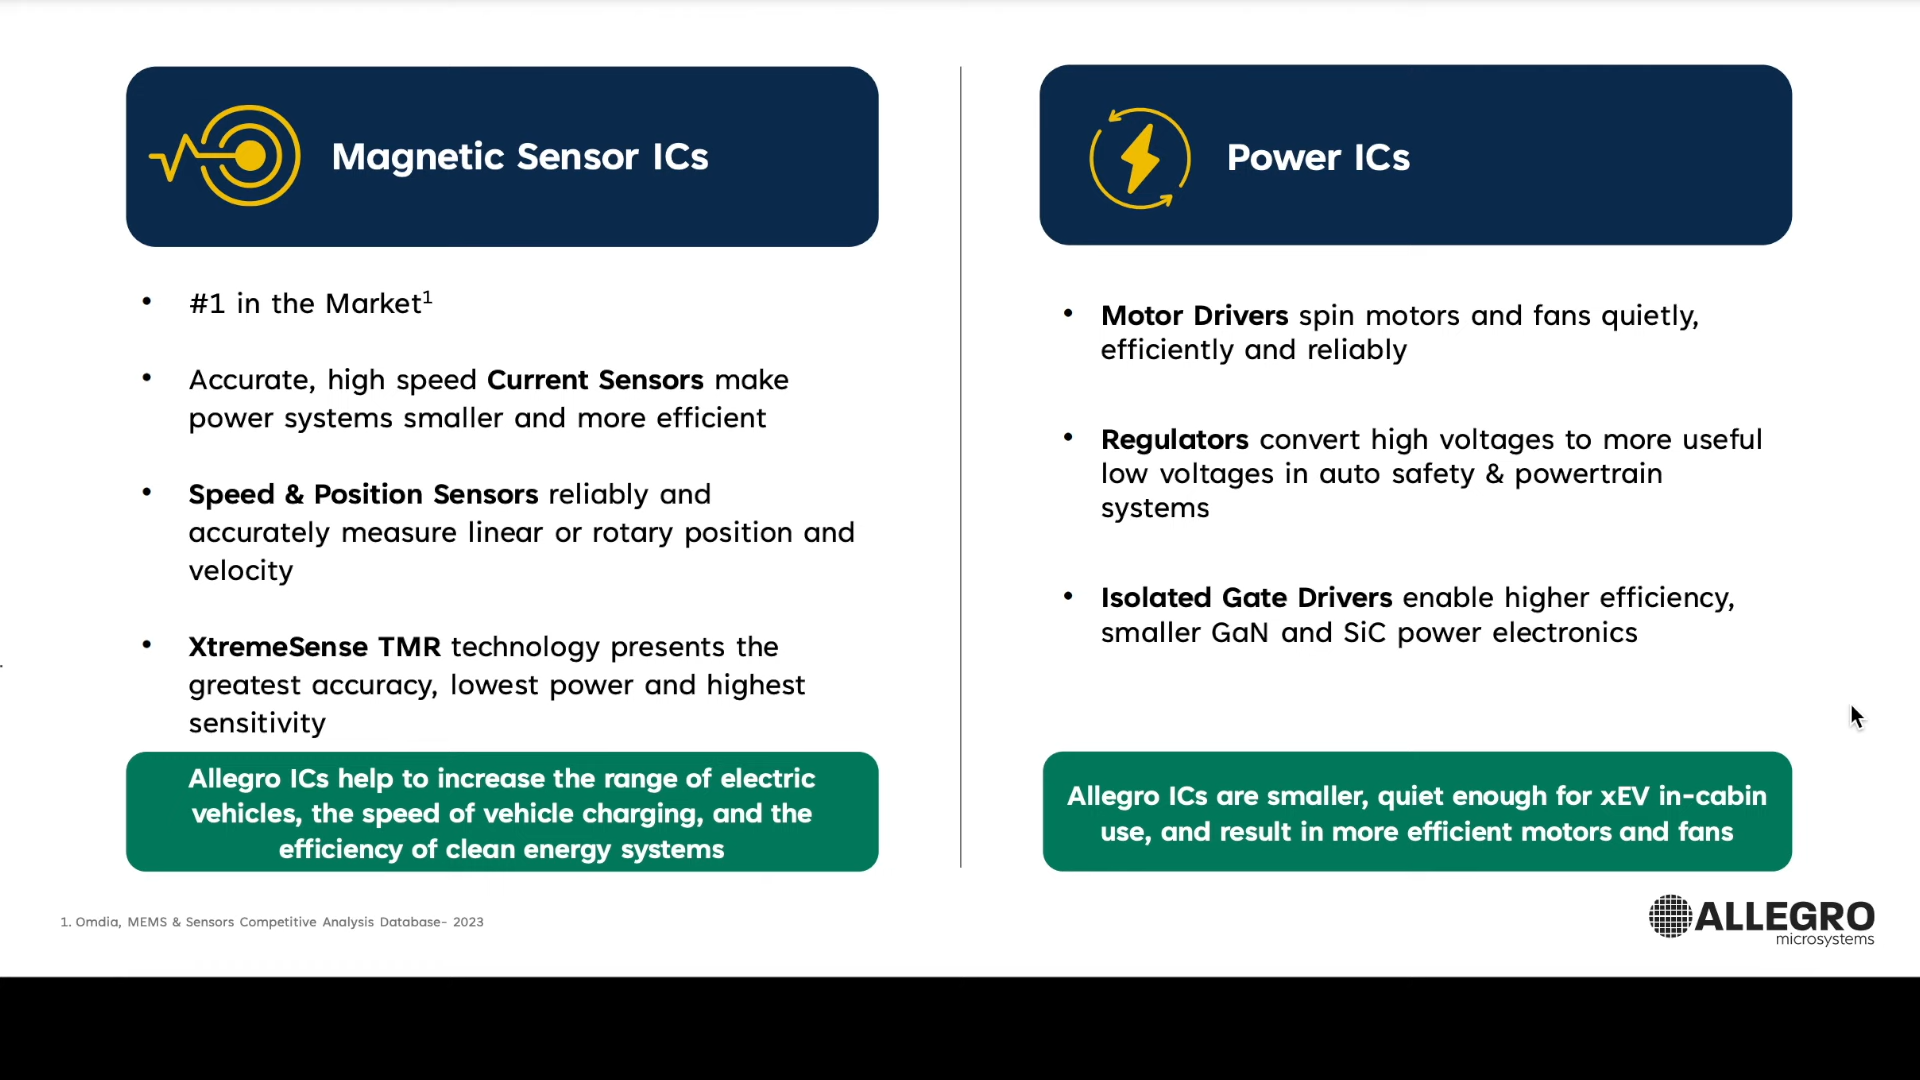 Magnetic Sensor ICs
• #1 in the Market¹
• Accurate, high speed Current Sensors make
power systems smaller and more efficient
• Speed & Position Sensors reliably and
accurately measure linear or rotary position and
velocity
• XtremeSense TMR technology presents the
greatest accuracy, lowest power and highest
sensitivity
Allegro ICs help to increase the range of electric
vehicles, the speed of vehicle charging, and the
efficiency of clean energy systems
Power ICs
• Motor Drivers spin motors and fans quietly,
efficiently and reliably
• Regulators convert high voltages to more useful
low voltages in auto safety & powertrain
systems
• Isolated Gate Drivers enable higher efficiency,
smaller GaN and SiC power electronics
Allegro ICs are smaller, quiet enough for xEV in-cabin
use, and result in more efficient motors and fans
1. Omdia, MEMS & Sensors Competitive Analysis Database- 2023
ALLEGRO
microsystems